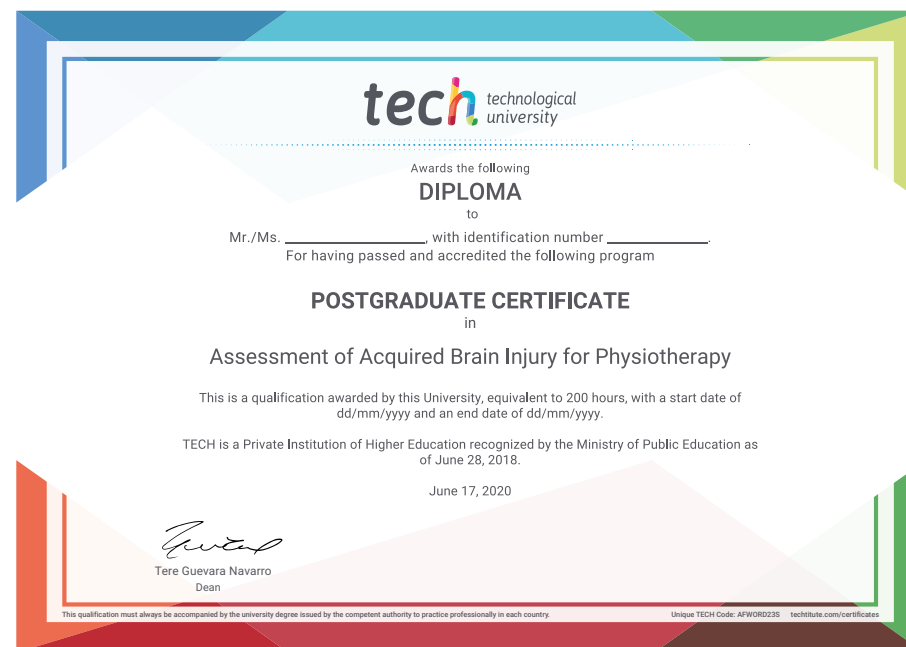 tech technological
university
Awards the following
DIPLOMA
to
Mr./Ms. ____________, with identification number ____________.
For having passed and accredited the following program
POSTGRADUATE CERTIFICATE
in
Assessment of Acquired Brain Injury for Physiotherapy
This is a qualification awarded by this University, equivalent to 200 hours, with a start date of
dd/mm/yyyy and an end date of dd/mm/yyyy.
TECH is a Private Institution of Higher Education recognized by the Ministry of Public Education as
of June 28, 2018.
June 17, 2020
Tere Guevara Navarro
Dean
This qualification must always be accompanied by the university degree issued by the competent authority to practice professionally in each country.
Unique TECH Code: AFWORD23S techtitute.com/certificates